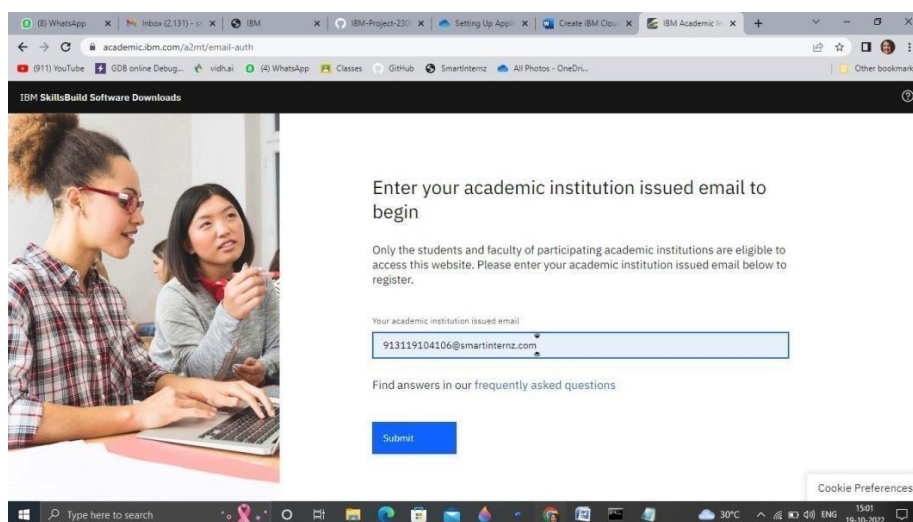 (8) WhatsApp
Inbox (2,131) - s
IBM
IBM-Project-230
Setting Up Appli
Create IBM Clou
IBM Academic In
academic.ibm.com/a2mt/email-auth
(911) YouTube
GDB online Debug...
vidh.ai
(4) WhatsApp
Classes
GitHub
SmartInternz
All Photos - OneDri...
Other bookmark
IBM SkillsBuild Software Downloads
Enter your academic institution issued email to
begin
Only the students and faculty of participating academic institutions are eligible to
access this website. Please enter your academic institution issued email below to
register.
Your academic institution issued email
913119104106@smartinternz.com
Find answers in our frequently asked questions
Submit
Cookie Preferences
Type here to search
30°C
ENG
15:01
19-10-2022